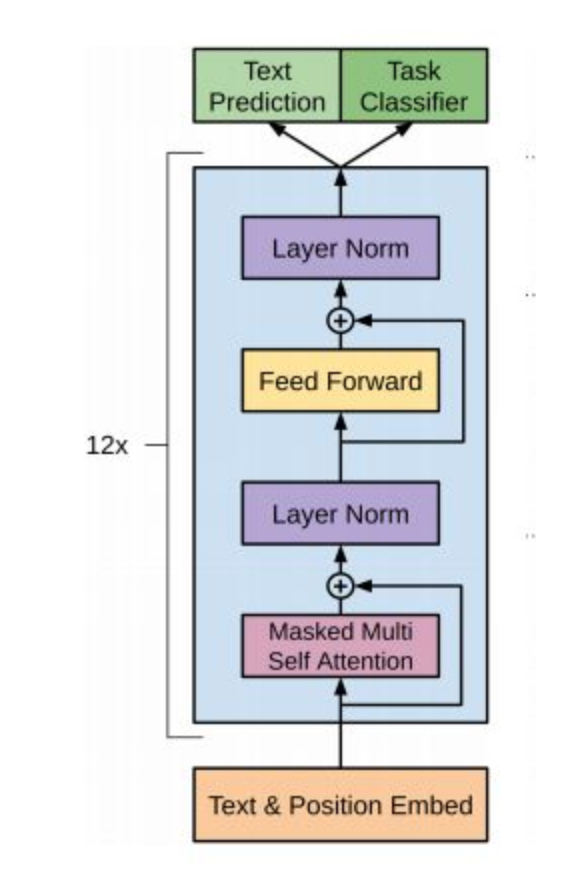 Text
Prediction
Task
Classifier
Layer Norm
Feed Forward
12x
Layer Norm
Masked Multi
Self Attention
Text & Position Embed